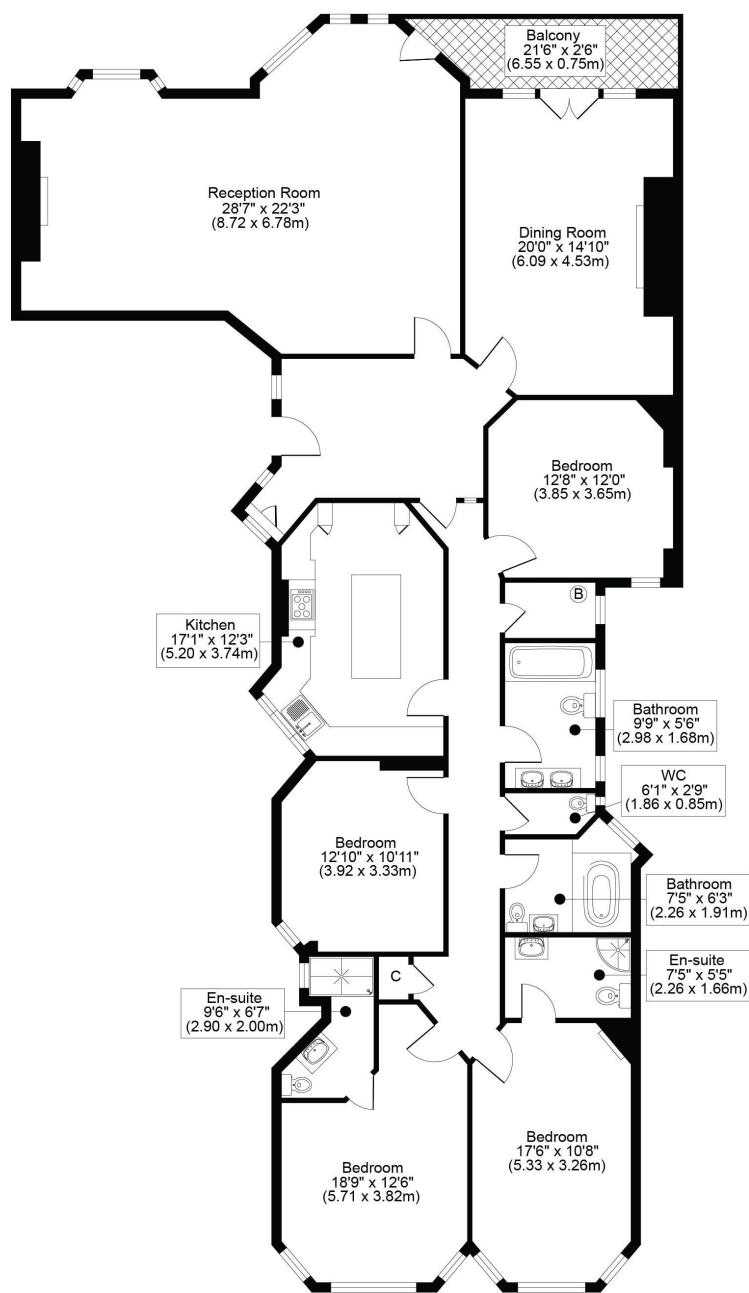 Balcony
21'6" x 2'6"
(6.55 x 0.75m)
Reception Room
28'7" x 22'3"
(8.72 x 6.78m)
Dining Room
20'0" x 14'10"
(6.09 x 4.53m)
Bedroom
12'8" x 12'0"
(3.85 x 3.65m)
B
Kitchen
17'1" x 12'3"
(5.20 x 3.74m)
Bathroom
9'9" x 5'6"
(2.98 x 1.68m)
WC
6'1" x 2'9"
(1.86 x 0.85m)
Bedroom
12'10" x 10'11"
(3.92 x 3.33m)
Bathroom
7'5" x 6'3"
(2.26 x 1.91m)
C
En-suite
7'5" x 5'5"
(2.26 x 1.66m)
En-suite
9'6" x 6'7"
(2.90 x 2.00m)
Bedroom
17'6" x 10'8"
(5.33 x 3.26m)
Bedroom
18'9" x 12'6"
(5.71 x 3.82m)